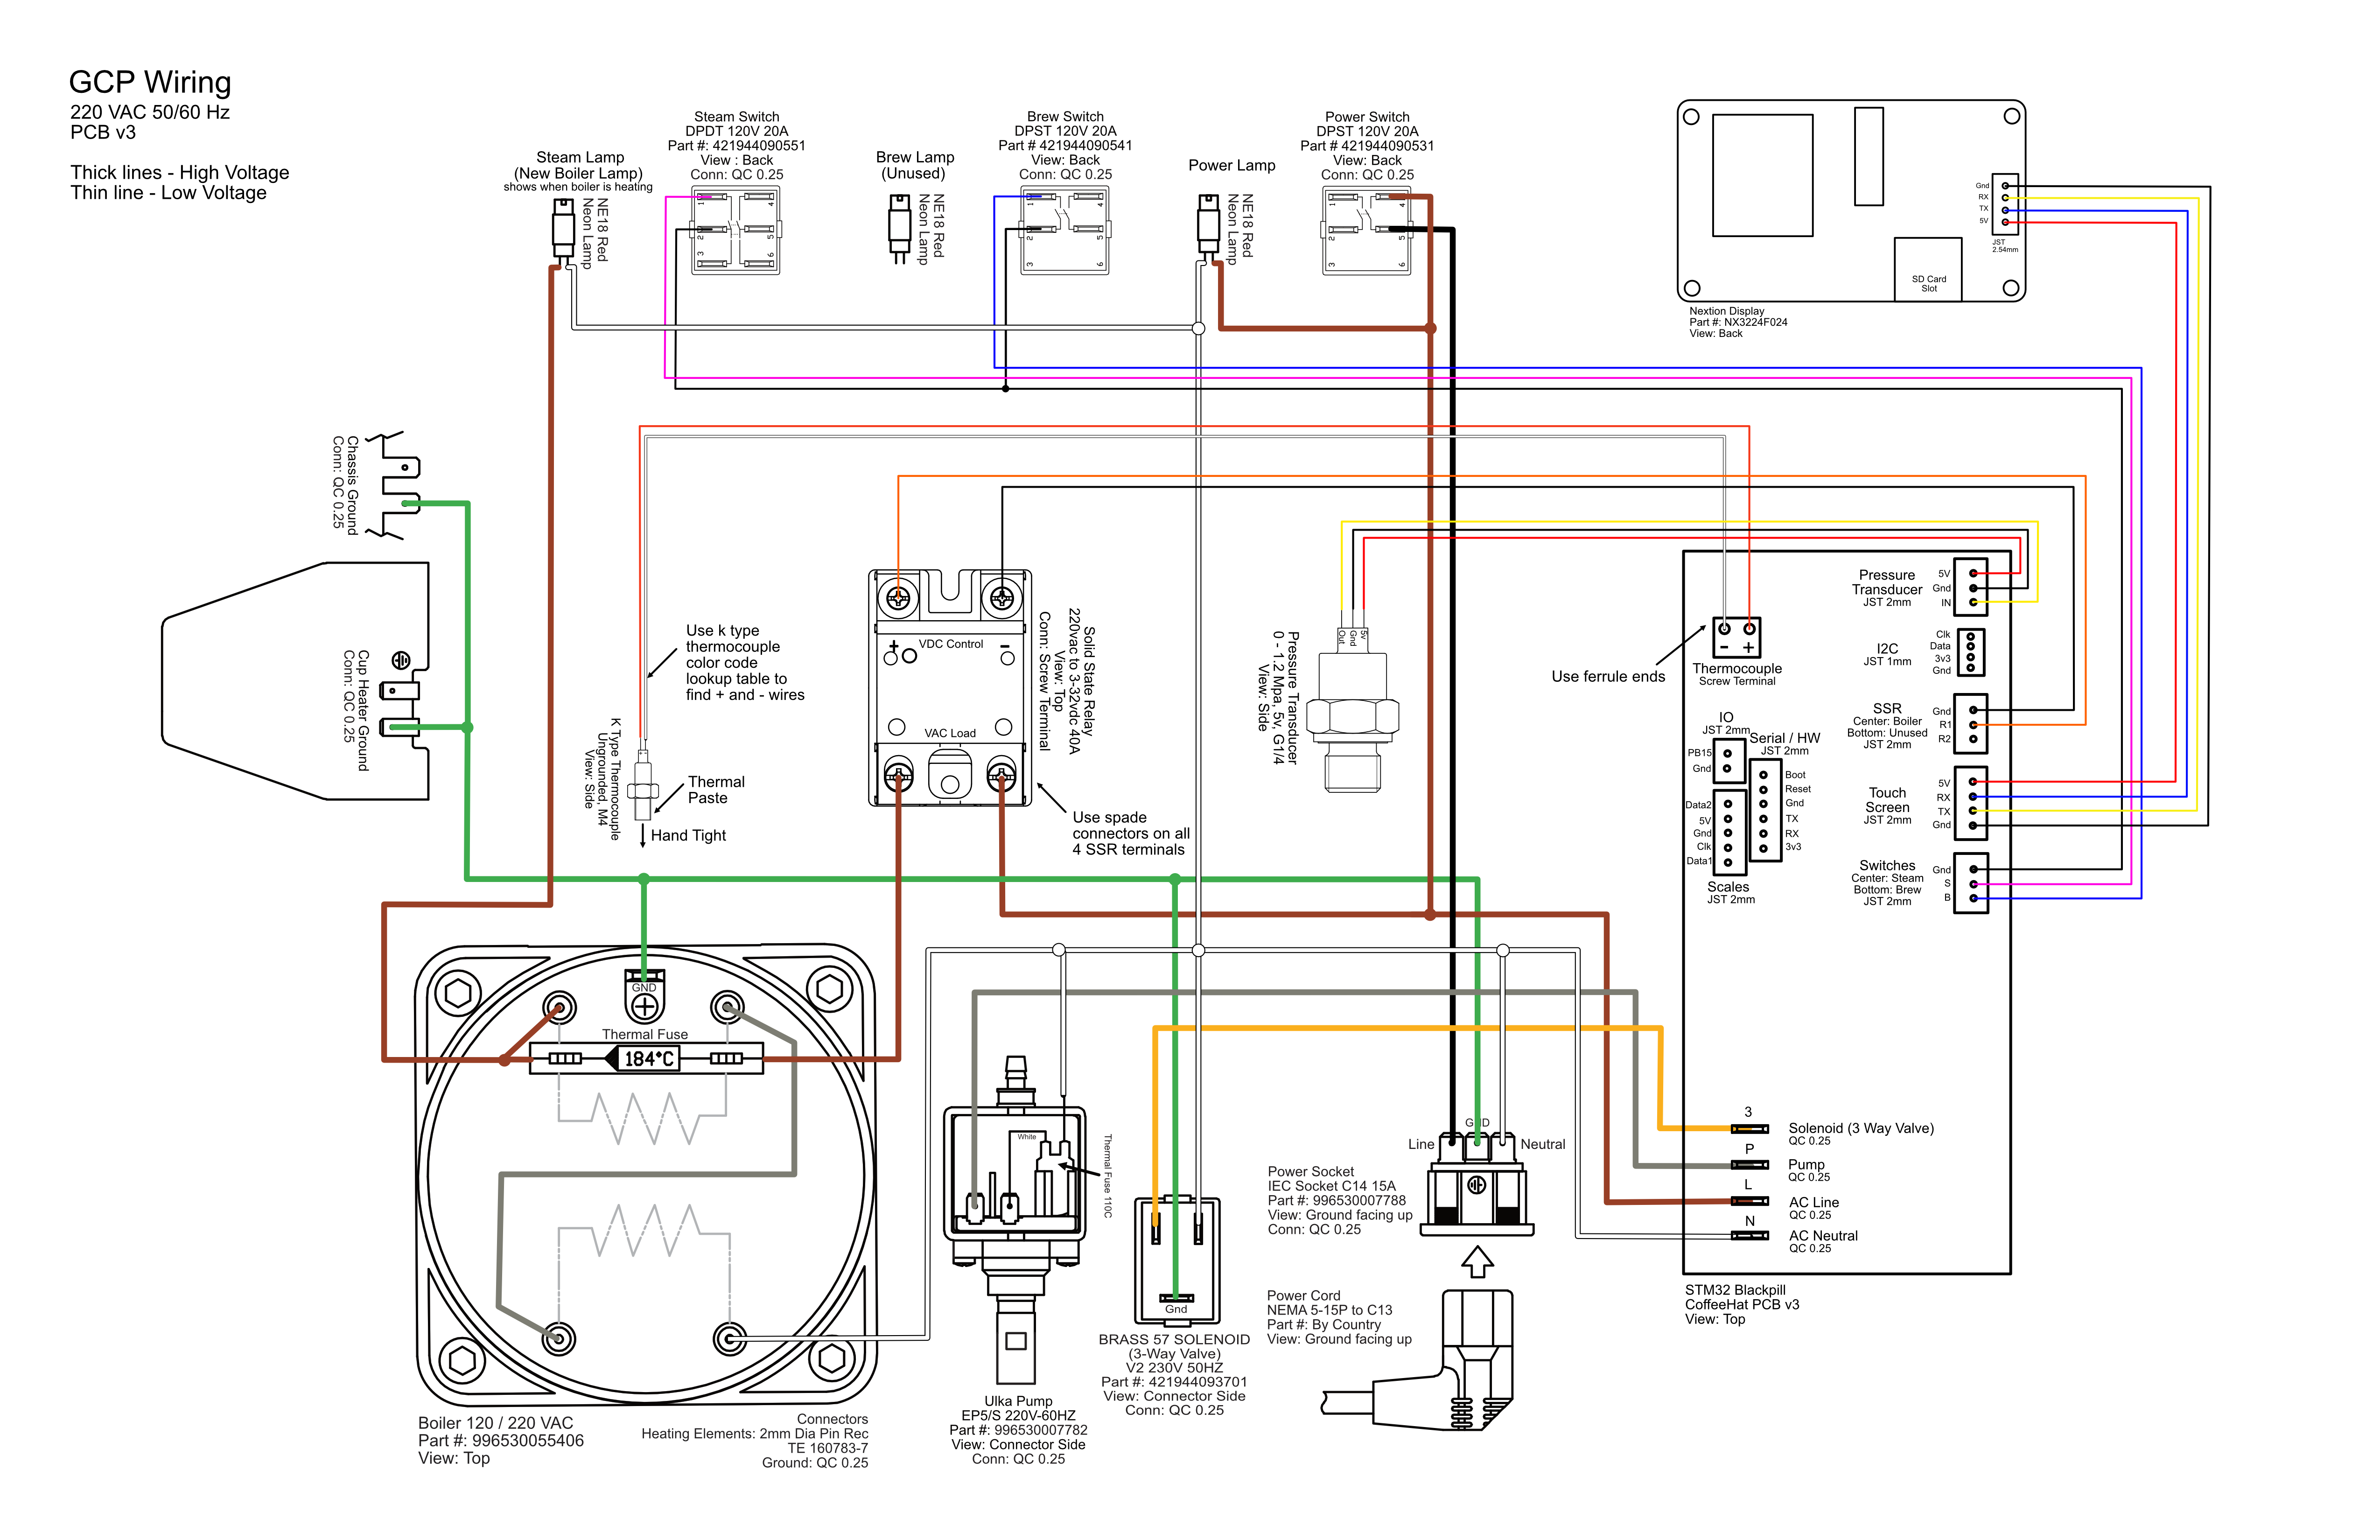 GCP Wiring
220 VAC 50/60 Hz
PCB v3
Thick lines - High Voltage
Thin line - Low Voltage
Steam Lamp
(New Boiler Lamp)
shows when boiler is heating
NE18 Red
Neon Lamp
Steam Switch
DPDT 120V 20A
Part #: 421944090551
View : Back
Conn: QC 0.25
1
2
3
4
5
6
Brew Lamp
(Unused)
NE18 Red
Neon Lamp
Brew Switch
DPST 120V 20A
Part # 421944090541
View: Back
Conn: QC 0.25
1
2
3
4
5
6
Power Lamp
NE18 Red
Neon Lamp
Power Switch
DPST 120V 20A
Part # 421944090531
View: Back
Conn: QC 0.25
1
2
3
4
5
6
Gnd
RX
TX
5V
JST
2.54mm
SD Card
Slot
Nextion Display
Part #: NX3224F024
View: Back
Chassis Ground
Conn: QC 0.25
Cup Heater Ground
Conn: QC 0.25
Use k type
thermocouple
color code
lookup table to
find + and - wires
K Type Thermocouple
Ungrounded, M4
View: Side
Thermal
Paste
Hand Tight
VDC Control
+
-
VAC Load
Solid State Relay
220vac to 3-32vdc 40A
View: Top
Conn: Screw Terminal
Use spade
connectors on all
4 SSR terminals
Out
Gnd
5v
Pressure Transducer
0 - 1.2 Mpa, 5v, G1/4
View: Side
Use ferrule ends
- +
Thermocouple
Screw Terminal
Pressure
Transducer
JST 2mm
5V
Gnd
IN
I2C
JST 1mm
Clk
Data
3v3
Gnd
SSR
Center: Boiler
Bottom: Unused
JST 2mm
Gnd
R1
R2
IO
JST 2mm
PB15
Gnd
Serial / HW
JST 2mm
Boot
Reset
Gnd
TX
RX
3v3
Data2
5V
Gnd
Clk
Data1
Scales
JST 2mm
Touch
Screen
JST 2mm
5V
RX
TX
Gnd
Switches
Center: Steam
Bottom: Brew
JST 2mm
Gnd
S
B
3
Solenoid (3 Way Valve)
QC 0.25
P
Pump
QC 0.25
L
AC Line
QC 0.25
N
AC Neutral
QC 0.25
STM32 Blackpill
CoffeeHat PCB v3
View: Top
GND
Thermal Fuse
184°C
Boiler 120 / 220 VAC
Part #: 996530055406
View: Top
Connectors
Heating Elements: 2mm Dia Pin Rec
TE 160783-7
Ground: QC 0.25
White
Thermal Fuse 110C
Ulka Pump
EP5/S 220V-60HZ
Part #: 996530007782
View: Connector Side
Conn: QC 0.25
Gnd
BRASS 57 SOLENOID
(3-Way Valve)
V2 230V 50HZ
Part #: 421944093701
View: Connector Side
Conn: QC 0.25
Line
GND
Neutral
Power Socket
IEC Socket C14 15A
Part #: 996530007788
View: Ground facing up
Conn: QC 0.25
Power Cord
NEMA 5-15P to C13
Part #: By Country
View: Ground facing up